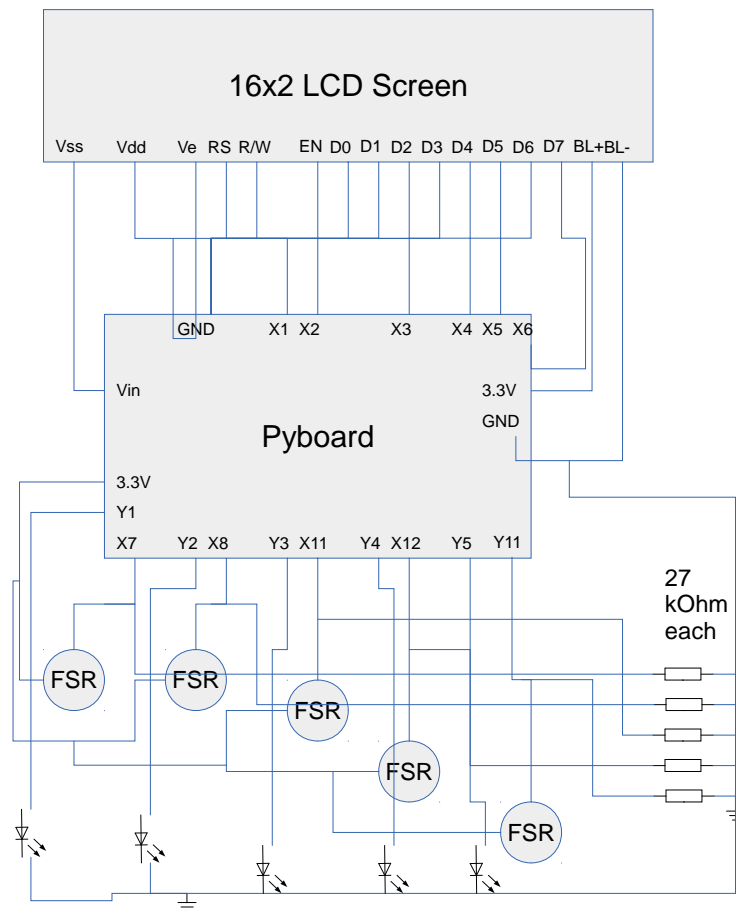 16x2 LCD Screen
Vss Vdd Ve RS R/W EN D0 D1 D2 D3 D4 D5 D6 D7 BL+ BL-
GND X1 X2 X3 X4 X5 X6
Vin 3.3V
GND
Pyboard
3.3V
Y1
X7 Y2 X8 Y3 X11 Y4 X12 Y5 Y11
27
kOhm
each
FSR FSR
FSR
FSR
FSR